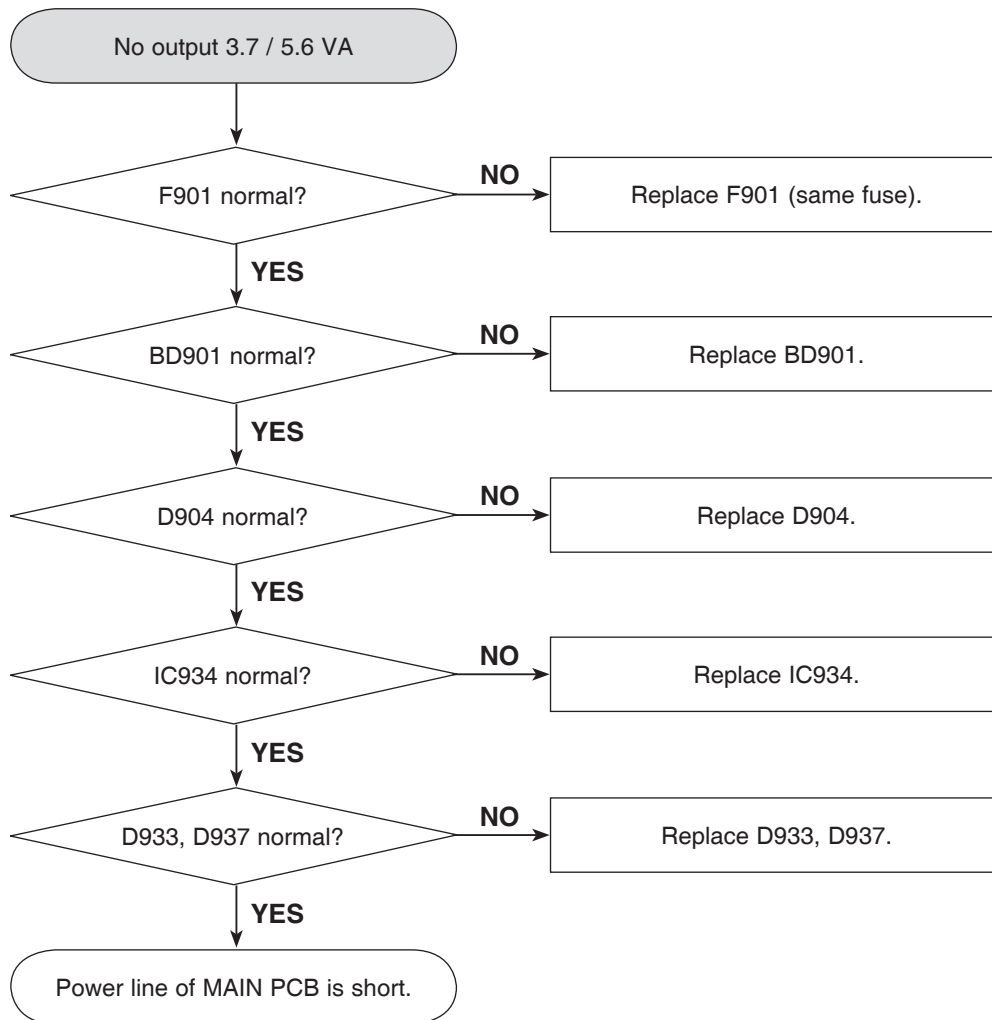 No output 3.7 / 5.6 VA
F901 normal?
NO
Replace F901 (same fuse).
YES
BD901 normal?
NO
Replace BD901.
YES
D904 normal?
NO
Replace D904.
YES
IC934 normal?
NO
Replace IC934.
YES
D933, D937 normal?
NO
Replace D933, D937.
YES
Power line of MAIN PCB is short.